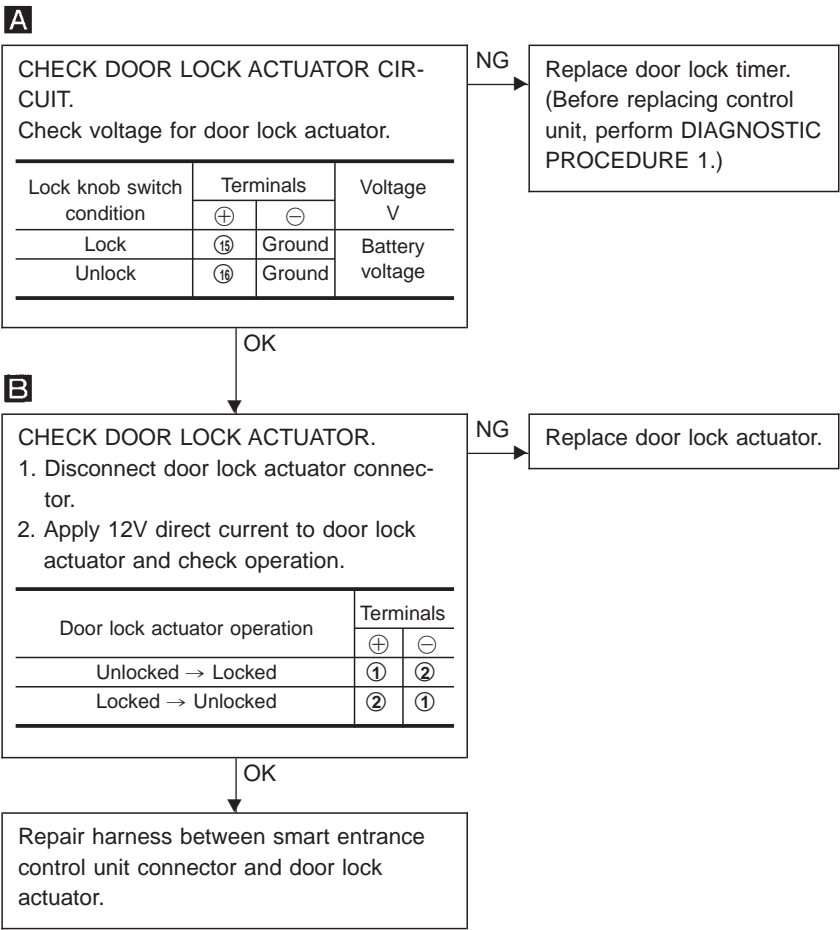 A
CHECK DOOR LOCK ACTUATOR CIR-
CUIT.
Check voltage for door lock actuator.
Lock knob switch condition | Terminals ⊕ ⊖ | Voltage V
Lock ⑮ Ground Battery voltage
Unlock ⑯ Ground
NG
Replace door lock timer.
(Before replacing control
unit, perform DIAGNOSTIC
PROCEDURE 1.)
OK
B
CHECK DOOR LOCK ACTUATOR.
1. Disconnect door lock actuator connec-
tor.
2. Apply 12V direct current to door lock
actuator and check operation.
Door lock actuator operation | Terminals ⊕ ⊖
Unlocked → Locked ① ②
Locked → Unlocked ② ①
NG
Replace door lock actuator.
OK
Repair harness between smart entrance
control unit connector and door lock
actuator.